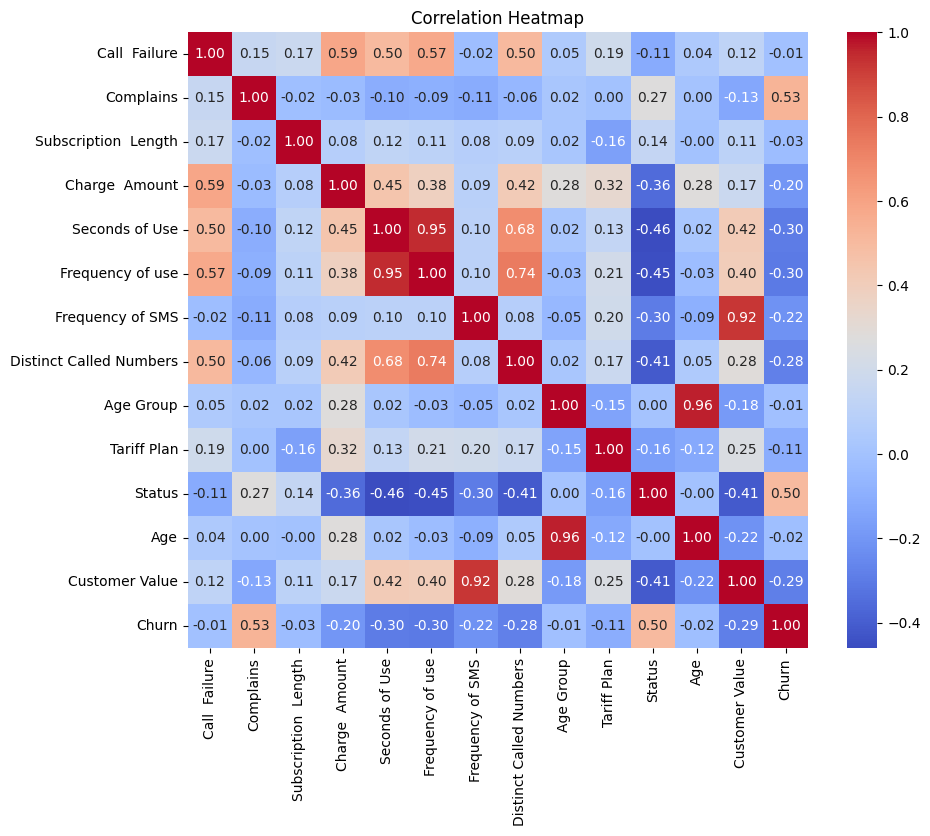 Correlation Heatmap
Call  Failure 1.00 0.15 0.17 0.59 0.50 0.57 -0.02 0.50 0.05 0.19 -0.11 0.04 0.12 -0.01
Complains 0.15 1.00 -0.02 -0.03 -0.10 -0.09 -0.11 -0.06 0.02 0.00 0.27 0.00 -0.13 0.53
Subscription  Length 0.17 -0.02 1.00 0.08 0.12 0.11 0.08 0.09 0.02 -0.16 0.14 -0.00 0.11 -0.03
Charge  Amount 0.59 -0.03 0.08 1.00 0.45 0.38 0.09 0.42 0.28 0.32 -0.36 0.28 0.17 -0.20
Seconds of Use 0.50 -0.10 0.12 0.45 1.00 0.95 0.10 0.68 0.02 0.13 -0.46 0.02 0.42 -0.30
Frequency of use 0.57 -0.09 0.11 0.38 0.95 1.00 0.10 0.74 -0.03 0.21 -0.45 -0.03 0.40 -0.30
Frequency of SMS -0.02 -0.11 0.08 0.09 0.10 0.10 1.00 0.08 -0.05 0.20 -0.30 -0.09 0.92 -0.22
Distinct Called Numbers 0.50 -0.06 0.09 0.42 0.68 0.74 0.08 1.00 0.02 0.17 -0.41 0.05 0.28 -0.28
Age Group 0.05 0.02 0.02 0.28 0.02 -0.03 -0.05 0.02 1.00 -0.15 0.00 0.96 -0.18 -0.01
Tariff Plan 0.19 0.00 -0.16 0.32 0.13 0.21 0.20 0.17 -0.15 1.00 -0.16 -0.12 0.25 -0.11
Status -0.11 0.27 0.14 -0.36 -0.46 -0.45 -0.30 -0.41 0.00 -0.16 1.00 -0.00 -0.41 0.50
Age 0.04 0.00 -0.00 0.28 0.02 -0.03 -0.09 0.05 0.96 -0.12 -0.00 1.00 -0.22 -0.02
Customer Value 0.12 -0.13 0.11 0.17 0.42 0.40 0.92 0.28 -0.18 0.25 -0.41 -0.22 1.00 -0.29
Churn -0.01 0.53 -0.03 -0.20 -0.30 -0.30 -0.22 -0.28 -0.01 -0.11 0.50 -0.02 -0.29 1.00
Call  Failure
Complains
Subscription  Length
Charge  Amount
Seconds of Use
Frequency of use
Frequency of SMS
Distinct Called Numbers
Age Group
Tariff Plan
Status
Age
Customer Value
Churn
1.0
0.8
0.6
0.4
0.2
0.0
−0.2
−0.4